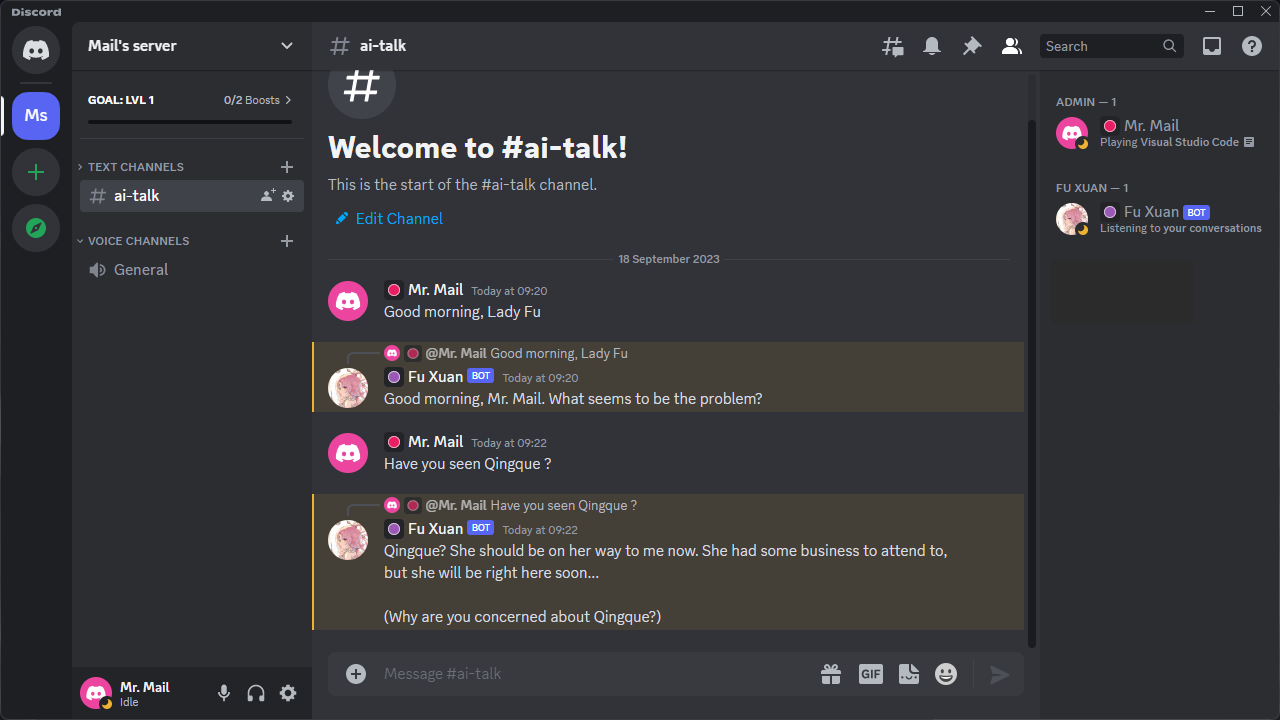 Discord
Mail's server
# ai-talk
Search
GOAL: LVL 1
0/2 Boosts
Ms
TEXT CHANNELS
ai-talk
VOICE CHANNELS
General
Welcome to #ai-talk!
This is the start of the #ai-talk channel.
Edit Channel
18 September 2023
Mr. Mail Today at 09:20
Good morning, Lady Fu
@Mr. Mail Good morning, Lady Fu
Fu Xuan BOT Today at 09:20
Good morning, Mr. Mail. What seems to be the problem?
Mr. Mail Today at 09:22
Have you seen Qingque ?
@Mr. Mail Have you seen Qingque ?
Fu Xuan BOT Today at 09:22
Qingque? She should be on her way to me now. She had some business to attend to,
but she will be right here soon...
(Why are you concerned about Qingque?)
Message #ai-talk
GIF
ADMIN — 1
Mr. Mail
Playing Visual Studio Code
FU XUAN — 1
Fu Xuan BOT
Listening to your conversations
Mr. Mail
Idle